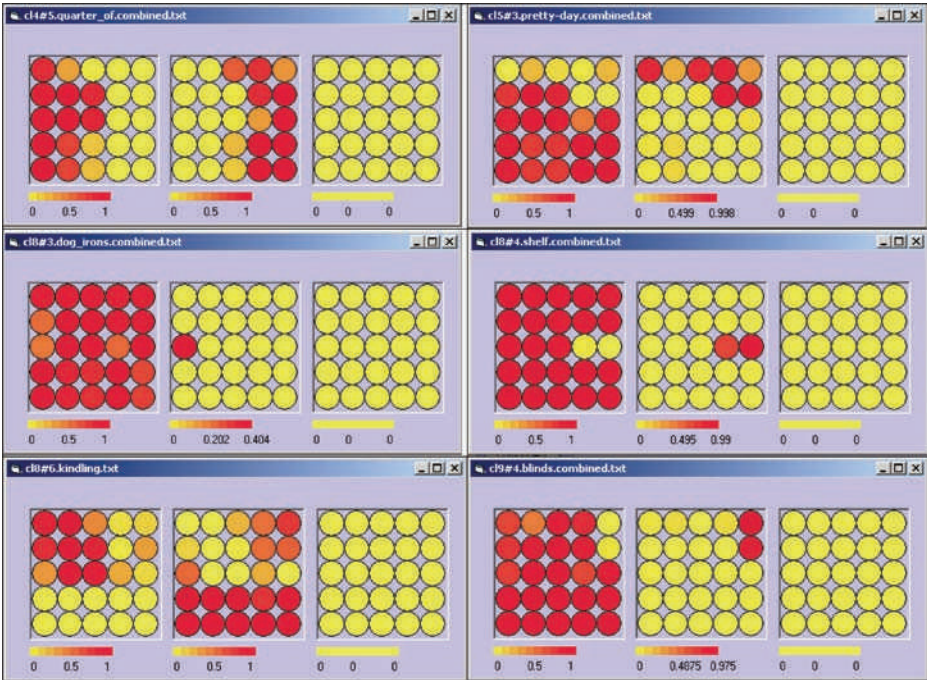 cl4#5.quarter_of.combined.txt
0 0.5 1 0 0.5 1 0 0 0
cl5#3.pretty-day.combined.txt
0 0.5 1 0 0.499 0.998 0 0 0
cl8#3.dog_irons.combined.txt
0 0.5 1 0 0.202 0.404 0 0 0
cl8#4.shelf.combined.txt
0 0.5 1 0 0.495 0.99 0 0 0
cl8#6.kindling.txt
0 0.5 1 0 0.5 1 0 0 0
cl9#4.blinds.combined.txt
0 0.5 1 0 0.4875 0.975 0 0 0